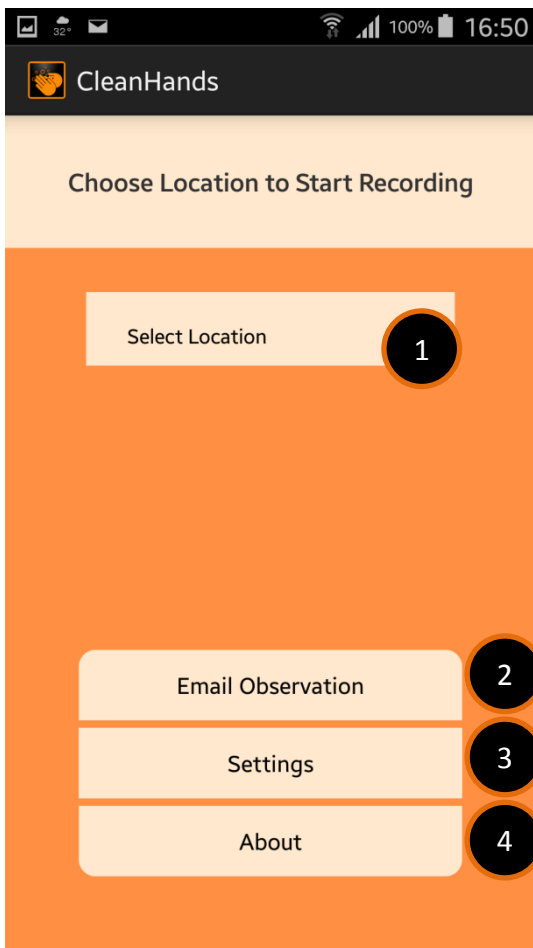 32° 100% 16:50
CleanHands
Choose Location to Start Recording
Select Location
1
Email Observation 2
Settings 3
About 4